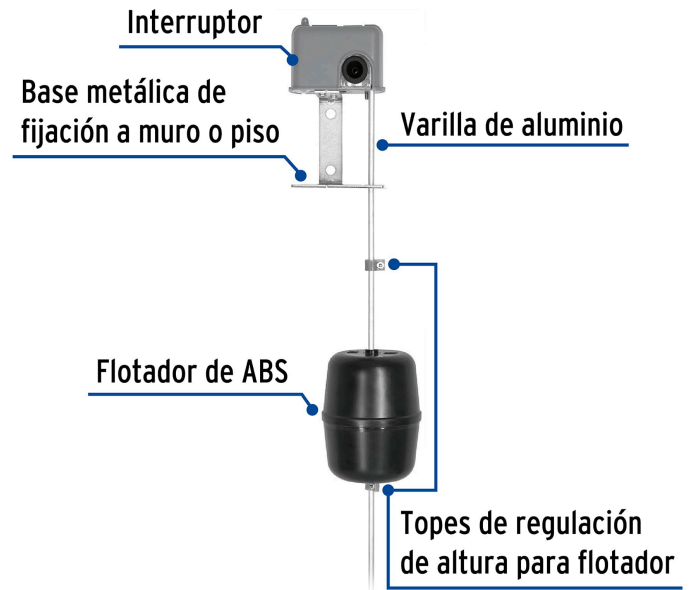 Interruptor
Base metálica de
fijación a muro o piso
Varilla de aluminio
Flotador de ABS
Topes de regulación
de altura para flotador